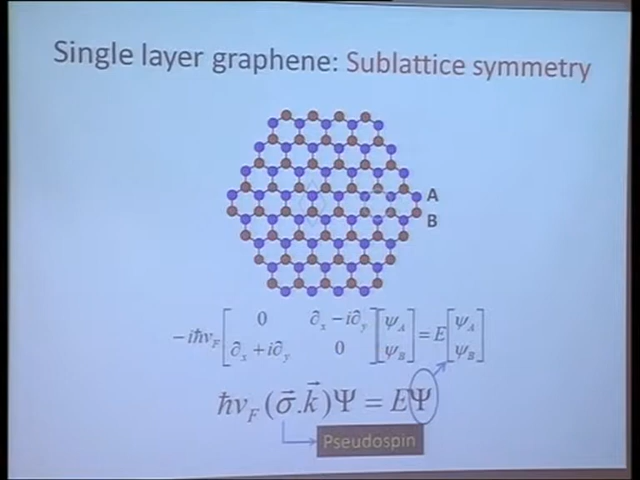 Single layer graphene: Sublattice symmetry
A
B
−iħv_F [ 0 ∂_x − i∂_y ; ∂_x + i∂_y 0 ] [ ψ_A ; ψ_B ] = E [ ψ_A ; ψ_B ]
ħv_F (σ⃗.k⃗)Ψ = EΨ
Pseudospin